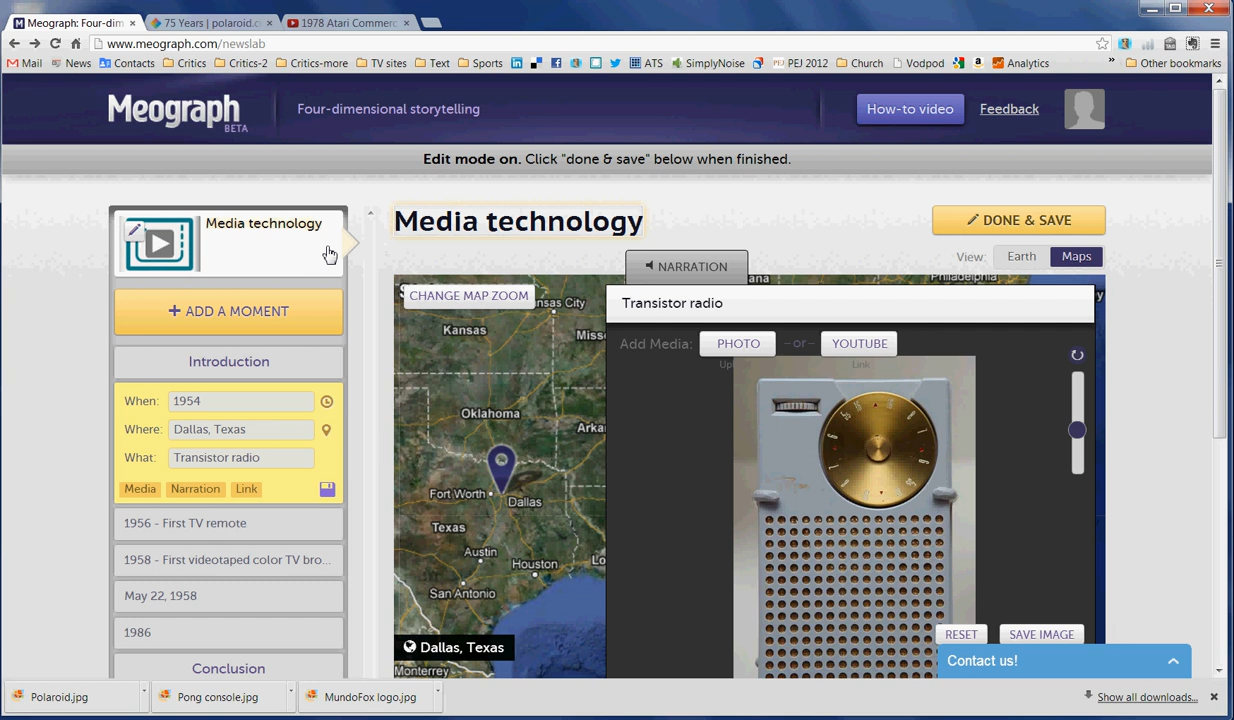 Meograph: Four-dim
75 Years | polaroid.c
1978 Atari Commerc
www.meograph.com/newslab
Mail
News
Contacts
Critics
Critics-2
Critics-more
TV sites
Text
Sports
ATS
SimplyNoise
PEJ 2012
Church
Vodpod
Analytics
»
Other bookmarks
Meograph
BETA
Four-dimensional storytelling
How-to video
Feedback
Edit mode on. Click "done & save" below when finished.
Media technology
+ ADD A MOMENT
Introduction
When: 1954
Where: Dallas, Texas
What: Transistor radio
Media Narration Link
1956 - First TV remote
1958 - First videotaped color TV bro...
May 22, 1958
1986
Conclusion
Media technology
DONE & SAVE
View: Earth Maps
NARRATION
CHANGE MAP ZOOM
Philadelphia
Kansas City
Kansas
Oklahoma
Fort Worth
Dallas
Texas
Austin
Houston
San Antonio
Monterrey
Dallas, Texas
Transistor radio
Add Media: PHOTO -or- YOUTUBE
Link
RESET SAVE IMAGE
Contact us!
Polaroid.jpg
Pong console.jpg
MundoFox logo.jpg
Show all downloads...